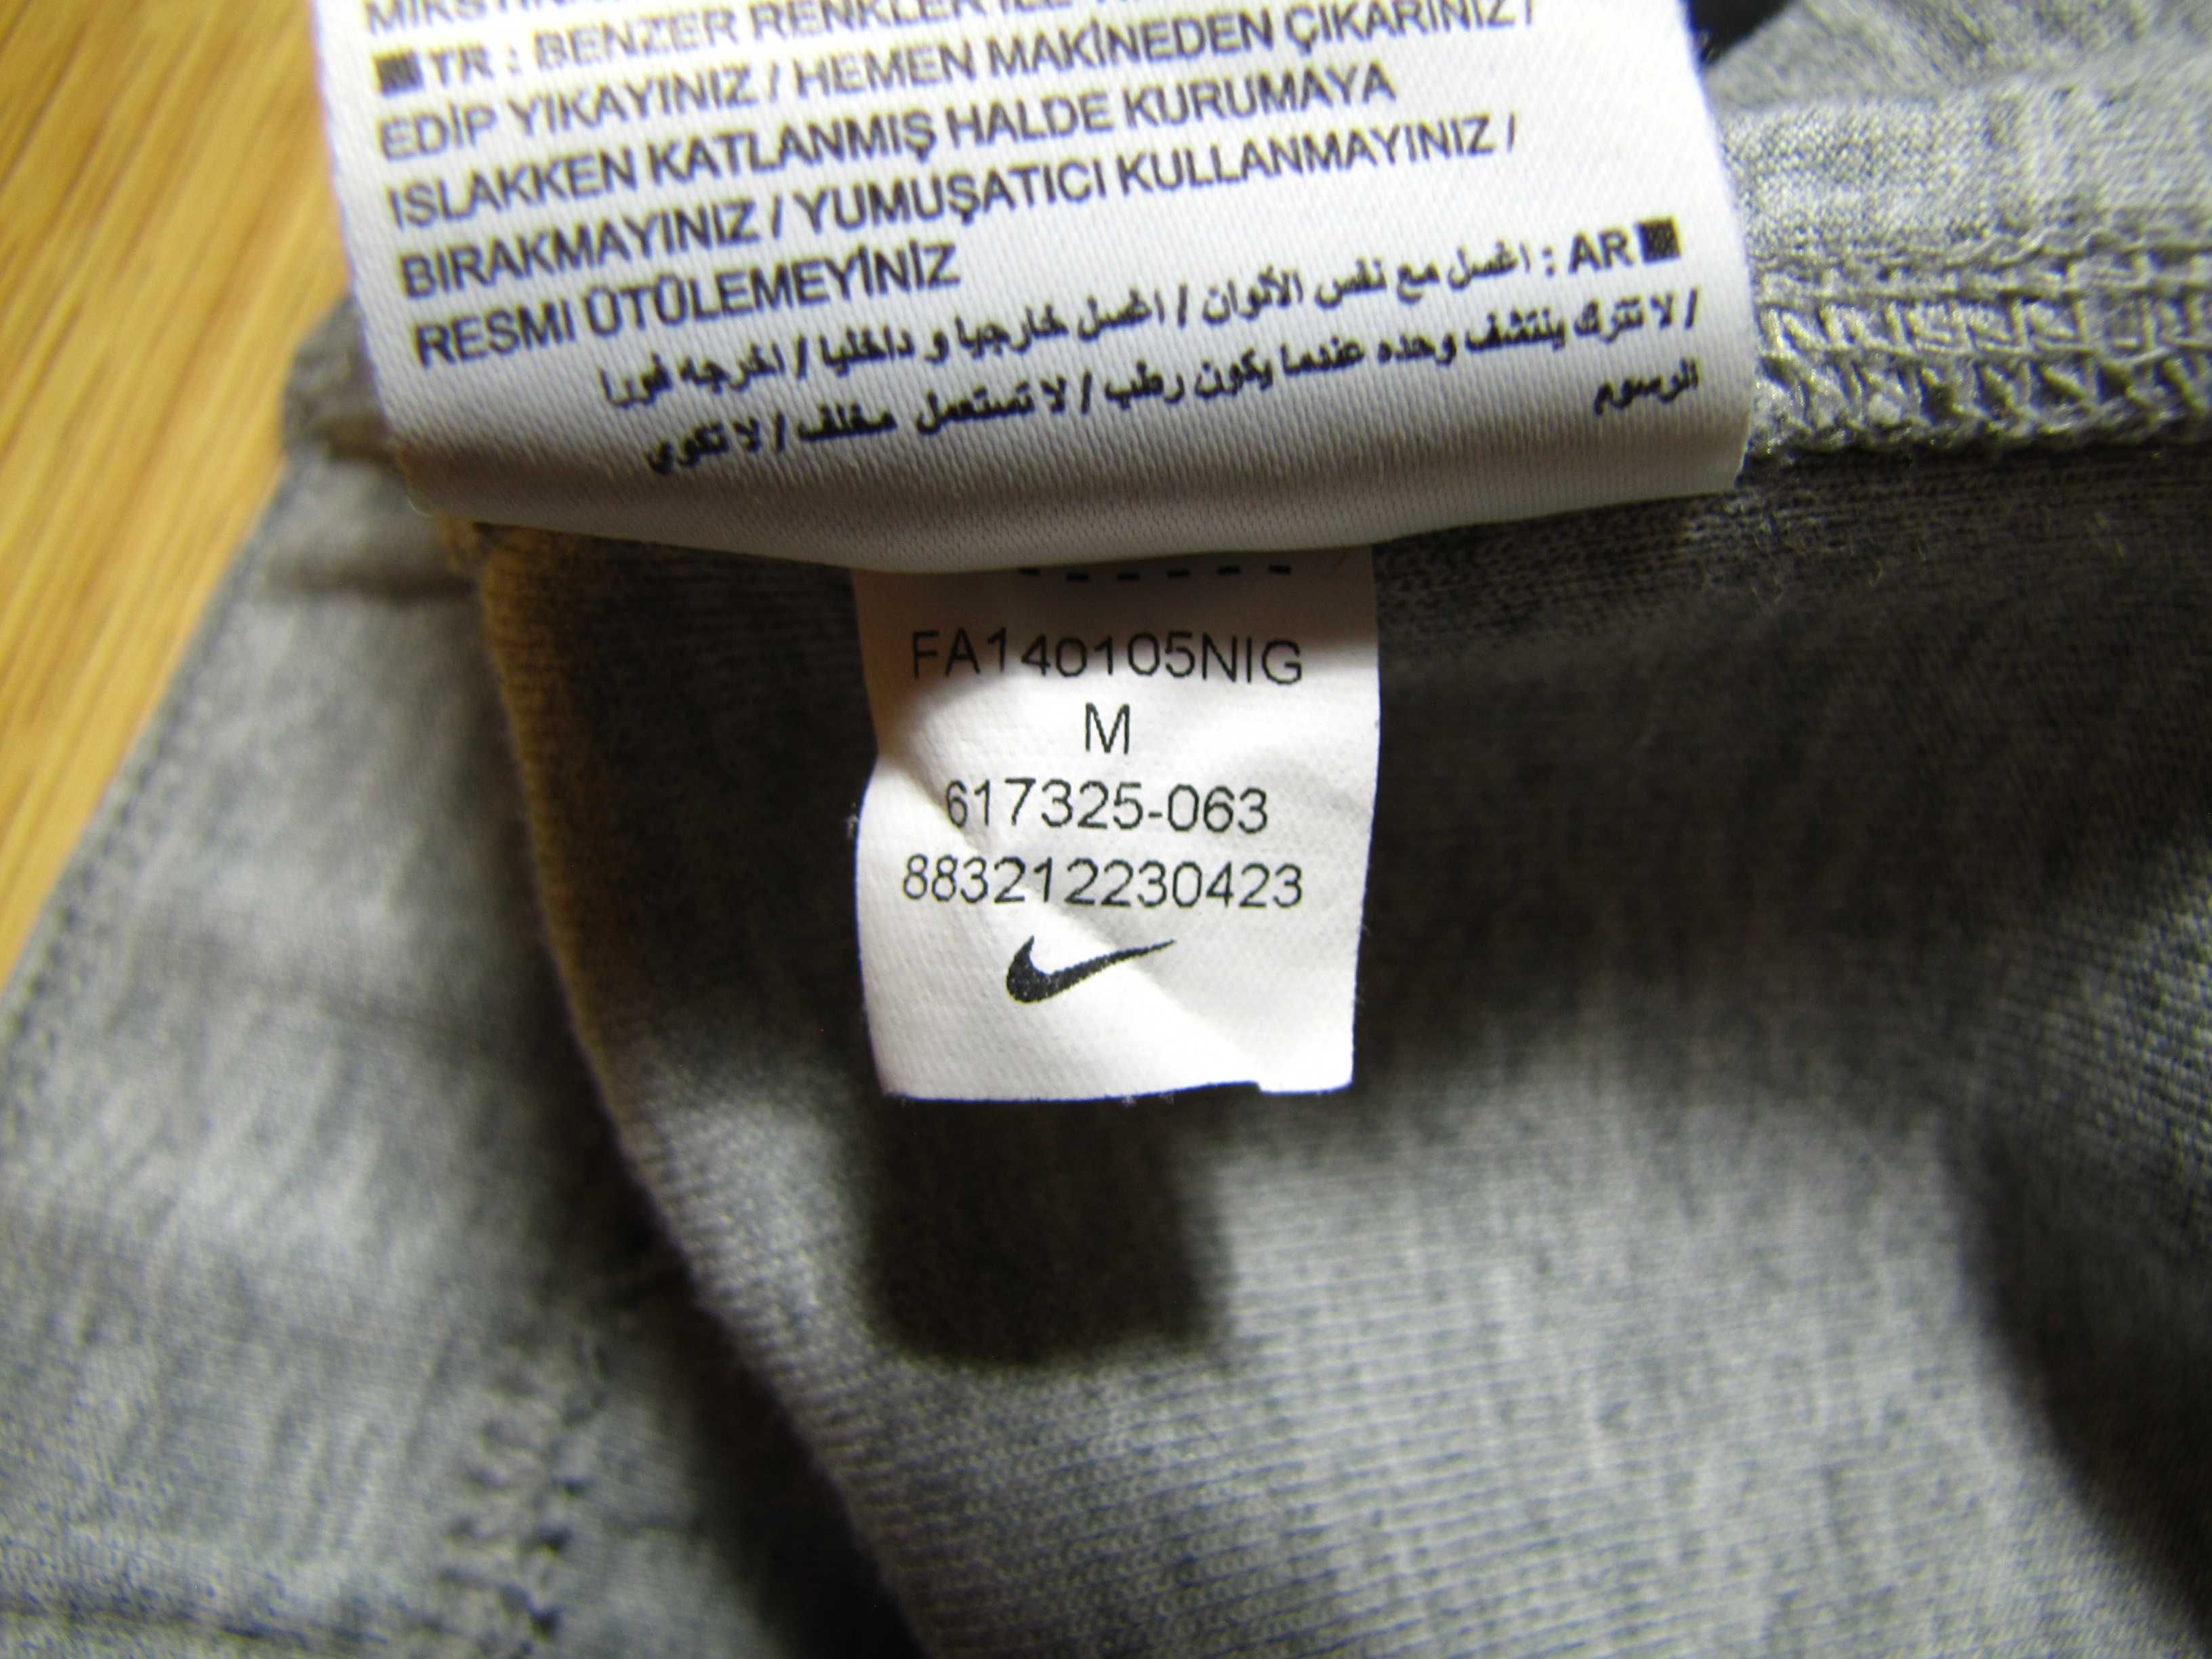 ■ TR : BENZER RENKLER İLE
EDİP YIKAYINIZ / HEMEN MAKİNEDEN ÇIKARINIZ /
ISLAKKEN KATLANMIŞ HALDE KURUMAYA
BIRAKMAYINIZ / YUMUŞATICI KULLANMAYINIZ /
RESMI ÜTÜLEMEYİNİZ
■ AR : اغسل مع نفس الألوان / اغسل خارجيا و داخليا / اخرجه فورا
/ لا تترك ينتشف وحده عندما يكون رطب / لا تستعمل مغلف / لا تكوي
الرسوم
FA140105NIG
M
617325-063
883212230423